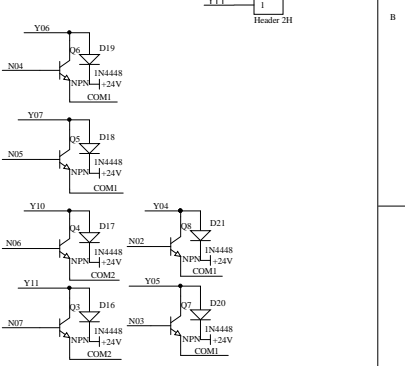 Y11
1
Header 2H
B
Y06
Q6
D19
N04
1N4448
NPN
+24V
COM1
Y07
Q5
D18
N05
1N4448
NPN
+24V
COM1
Y10
Q4
D17
N06
1N4448
NPN
+24V
COM2
Y04
Q8
D21
N02
1N4448
NPN
+24V
COM1
Y11
Q3
D16
N07
1N4448
NPN
+24V
COM2
Y05
Q7
D20
N03
1N4448
NPN
+24V
COM1